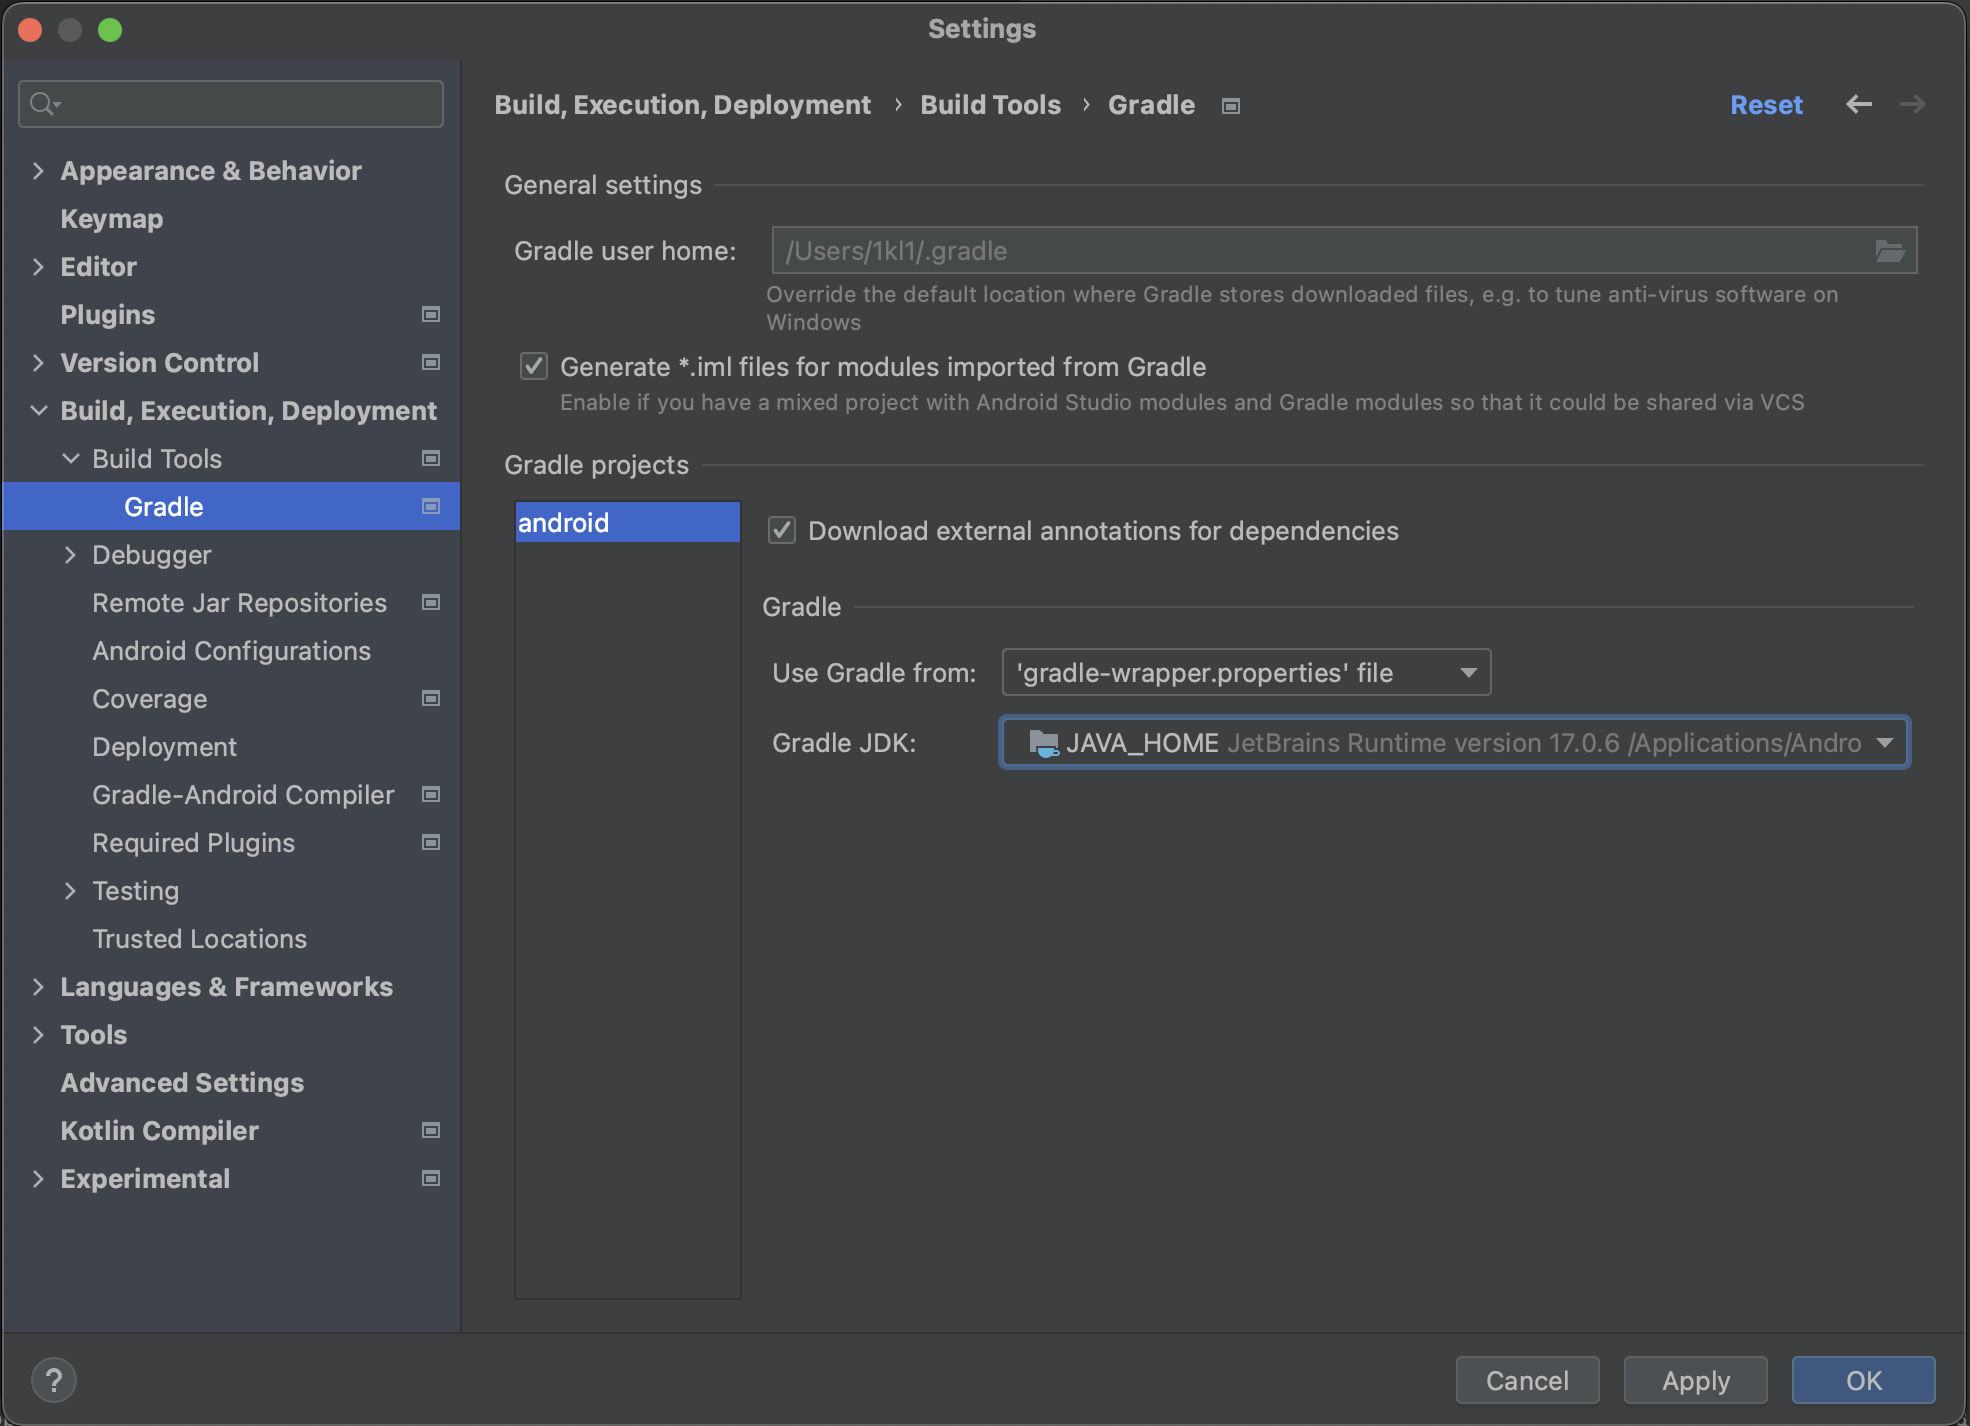 Settings
Appearance & Behavior
Keymap
Editor
Plugins
Version Control
Build, Execution, Deployment
Build Tools
Gradle
Debugger
Remote Jar Repositories
Android Configurations
Coverage
Deployment
Gradle-Android Compiler
Required Plugins
Testing
Trusted Locations
Languages & Frameworks
Tools
Advanced Settings
Kotlin Compiler
Experimental
Build, Execution, Deployment › Build Tools › Gradle
Reset
General settings
Gradle user home: /Users/1kl1/.gradle
Override the default location where Gradle stores downloaded files, e.g. to tune anti-virus software on
Windows
Generate *.iml files for modules imported from Gradle
Enable if you have a mixed project with Android Studio modules and Gradle modules so that it could be shared via VCS
Gradle projects
android
Download external annotations for dependencies
Gradle
Use Gradle from: 'gradle-wrapper.properties' file
Gradle JDK: JAVA_HOME JetBrains Runtime version 17.0.6 /Applications/Andro
?
Cancel
Apply
OK